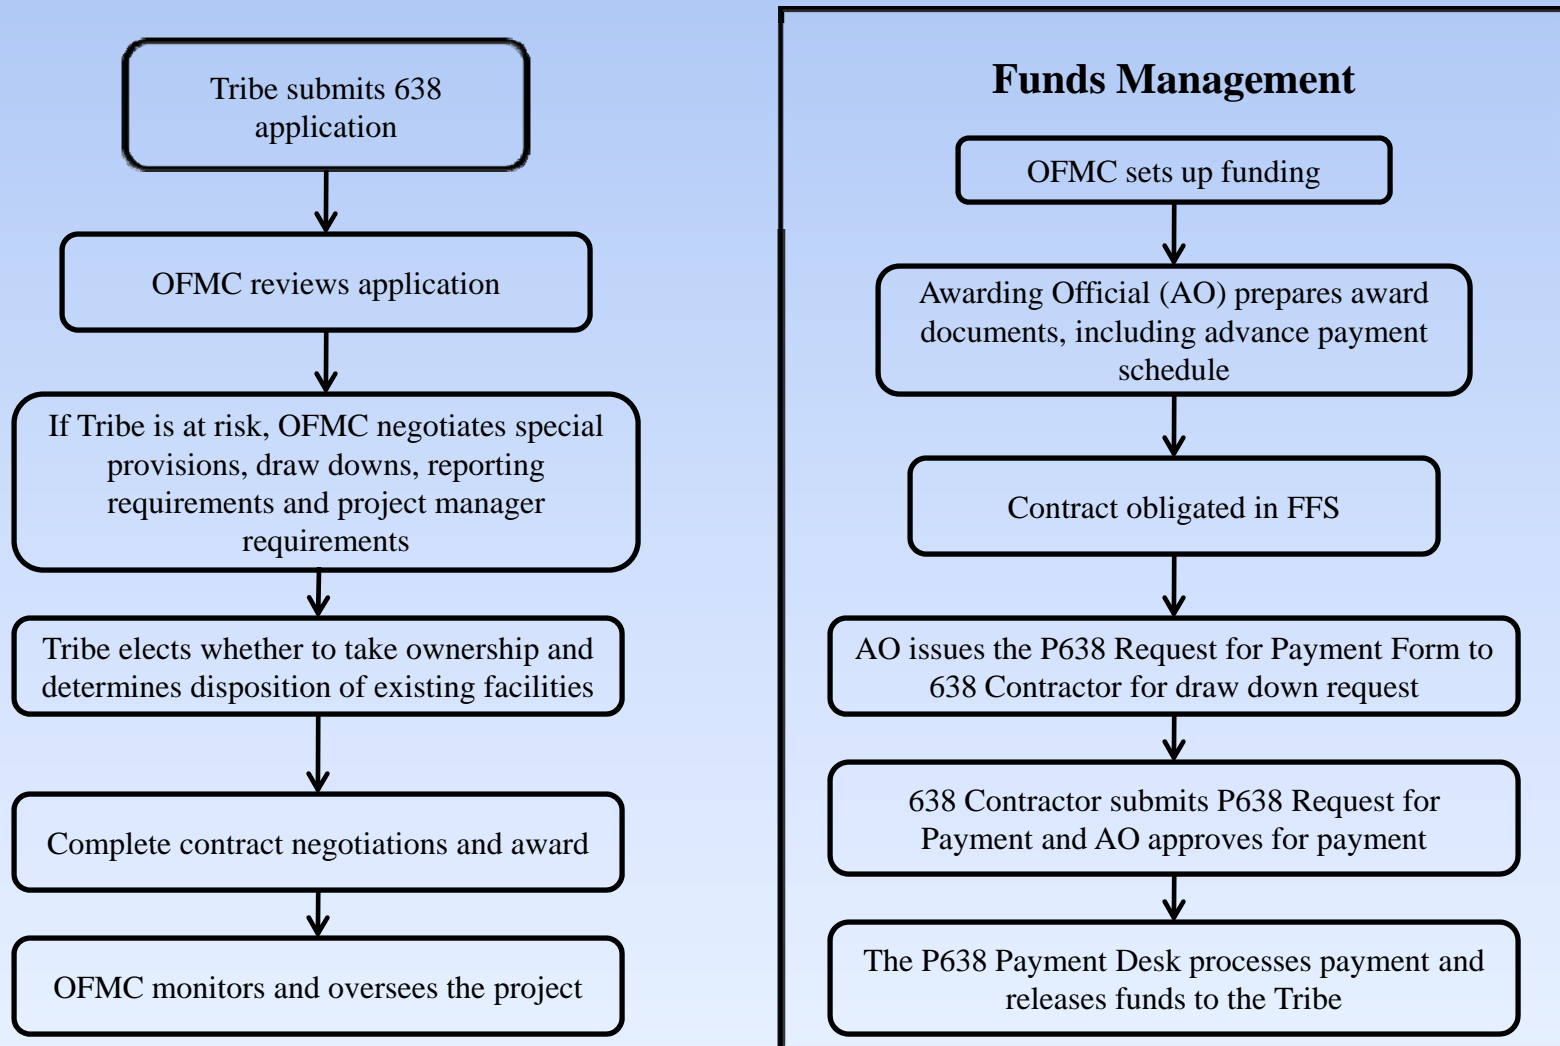 Tribe submits 638
application
OFMC reviews application
If Tribe is at risk, OFMC negotiates special
provisions, draw downs, reporting
requirements and project manager
requirements
Tribe elects whether to take ownership and
determines disposition of existing facilities
Complete contract negotiations and award
OFMC monitors and oversees the project
Funds Management
OFMC sets up funding
Awarding Official (AO) prepares award
documents, including advance payment
schedule
Contract obligated in FFS
AO issues the P638 Request for Payment Form to
638 Contractor for draw down request
638 Contractor submits P638 Request for
Payment and AO approves for payment
The P638 Payment Desk processes payment and
releases funds to the Tribe